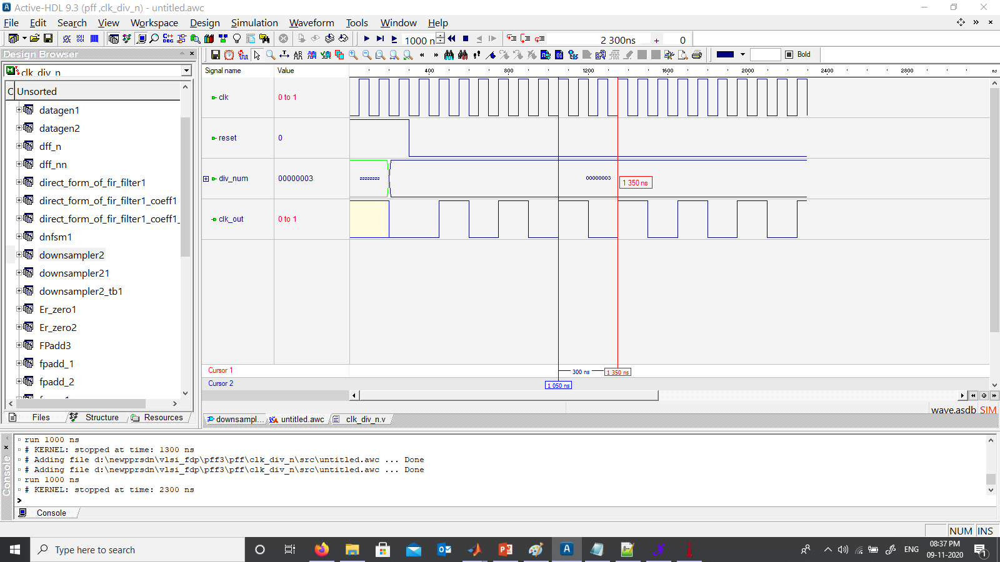 Active-HDL 9.3 (pff ,clk_div_n) - untitled.awc
File Edit Search View Workspace Design Simulation Waveform Tools Window Help
1000 n
2 300ns + 0
Design Browser
Bold
clk_div_n
C Unsorted
datagen1
datagen2
dff_n
dff_nn
direct_form_of_fir_filter1
direct_form_of_fir_filter1_coeff1
direct_form_of_fir_filter1_coeff1_
dnfsm1
downsampler2
downsampler21
downsampler2_tb1
Er_zero1
Er_zero2
FPadd3
fpadd_1
fpadd_2
Files Structure Resources
Signal name Value
400 800 1200 1600 2000 2400 2800 ns
clk 0 to 1
reset 0
div_num 00000003 zzzzzzzz 00000003
1 350 ns
clk_out 0 to 1
Cursor 1 300 ns 1 350 ns
Cursor 2 1 050 ns
wave.asdb SIM
downsampl... untitled.awc clk_div_n.v
Console
run 1000 ns
# KERNEL: stopped at time: 1300 ns
# Adding file d:\newpprsdn\vlsi_fdp\pff3\pff\clk_div_n\src\untitled.awc ... Done
# Adding file d:\newpprsdn\vlsi_fdp\pff3\pff\clk_div_n\src\untitled.awc ... Done
run 1000 ns
# KERNEL: stopped at time: 2300 ns
>
Console
NUM INS
Type here to search
ENG
08:37 PM
09-11-2020
1